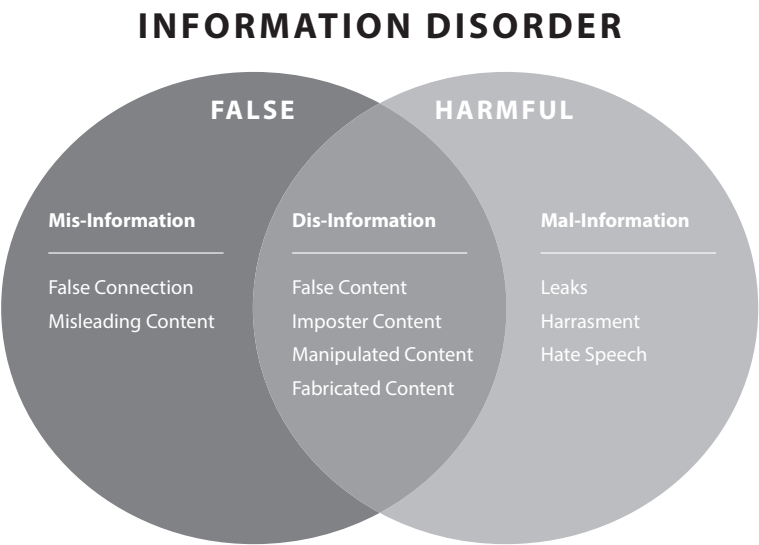 INFORMATION DISORDER
FALSE
HARMFUL
Mis-Information
False Connection
Misleading Content
Dis-Information
False Content
Imposter Content
Manipulated Content
Fabricated Content
Mal-Information
Leaks
Harrasment
Hate Speech